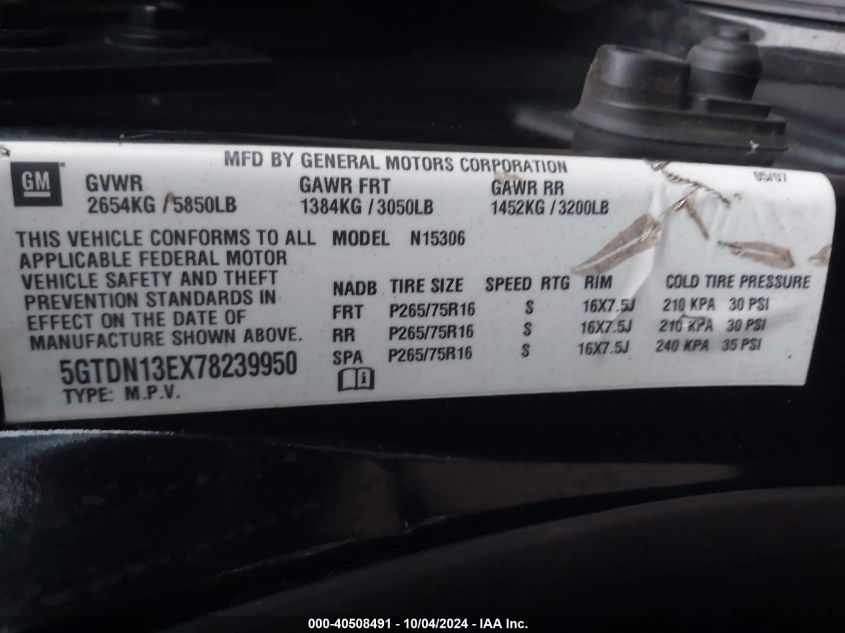 MFD BY GENERAL MOTORS CORPORATION 05/07
GM
GVWR GAWR FRT GAWR RR
2654KG / 5850LB 1384KG / 3050LB 1452KG / 3200LB
THIS VEHICLE CONFORMS TO ALL
APPLICABLE FEDERAL MOTOR
VEHICLE SAFETY AND THEFT
PREVENTION STANDARDS IN
EFFECT ON THE DATE OF
MANUFACTURE SHOWN ABOVE.
5GTDN13EX78239950
TYPE: M.P.V.
MODEL N15306
NADB TIRE SIZE SPEED RTG RIM COLD TIRE PRESSURE
FRT P265/75R16 S 16X7.5J 210 KPA 30 PSI
RR P265/75R16 S 16X7.5J 210 KPA 30 PSI
SPA P265/75R16 S 16X7.5J 240 KPA 35 PSI
000-40508491 - 10/04/2024 - IAA Inc.